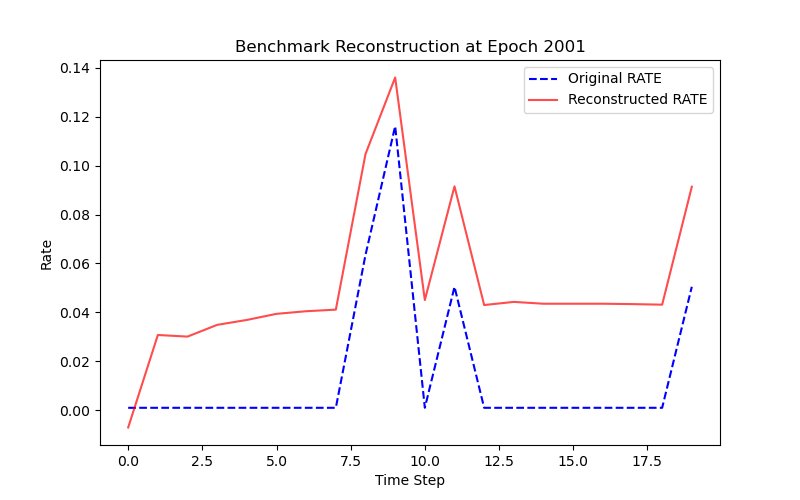 Benchmark Reconstruction at Epoch 2001
Original RATE
Reconstructed RATE
0.14
0.12
0.10
0.08
0.06
0.04
0.02
0.00
Rate
0.0 2.5 5.0 7.5 10.0 12.5 15.0 17.5
Time Step